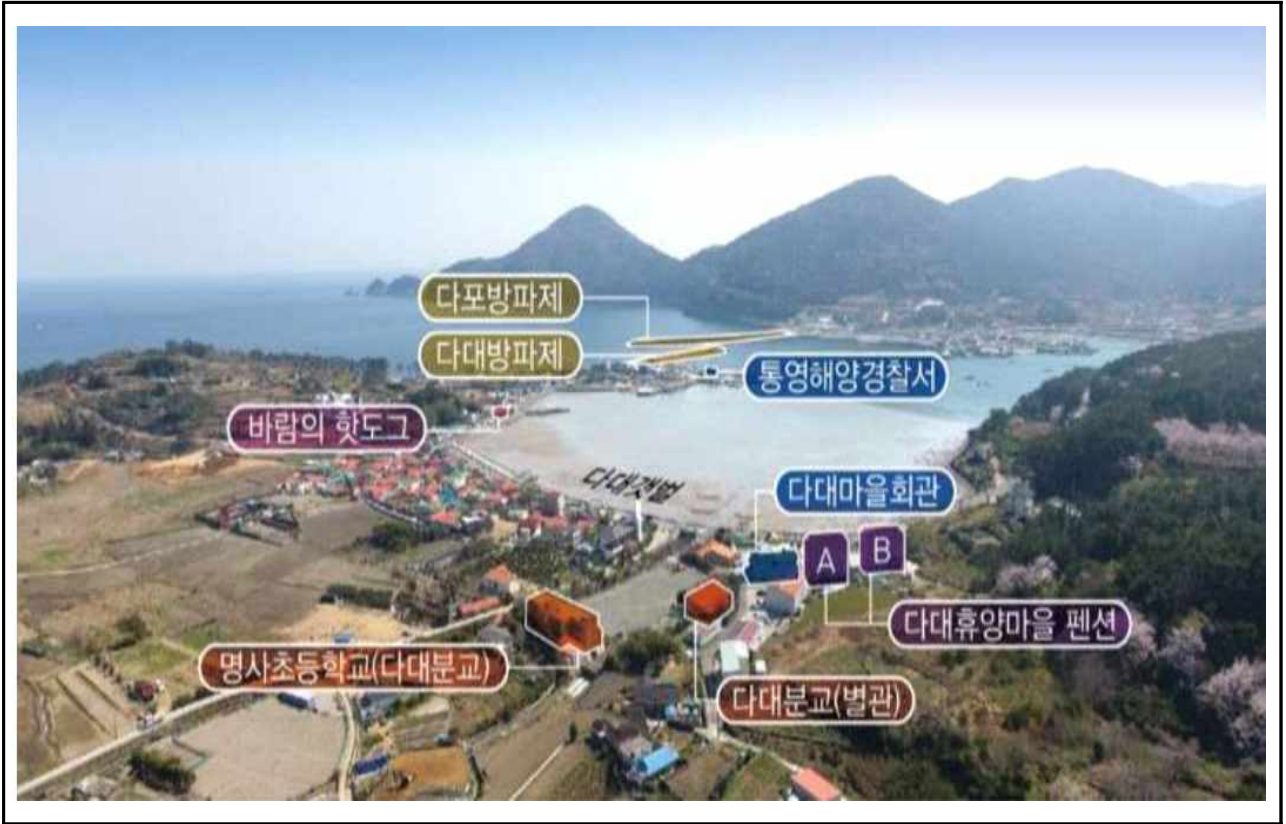 다포방파제
다대방파제
통영해양경찰서
바람의 핫도그
다대갯벌
다대마을회관
A
B
다대휴양마을 펜션
명사초등학교(다대분교)
다대분교(별관)